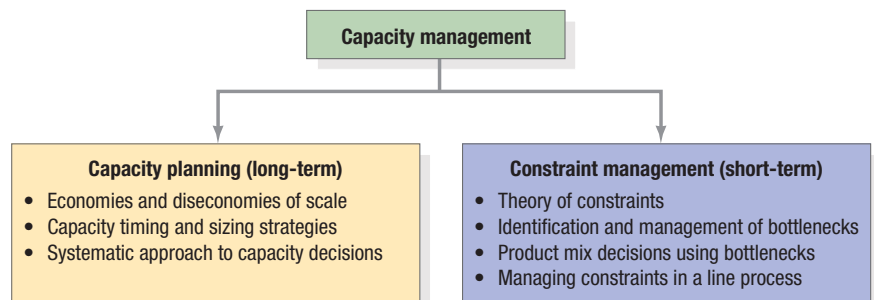 Capacity management
Capacity planning (long-term)
• Economies and diseconomies of scale
• Capacity timing and sizing strategies
• Systematic approach to capacity decisions
Constraint management (short-term)
• Theory of constraints
• Identification and management of bottlenecks
• Product mix decisions using bottlenecks
• Managing constraints in a line process